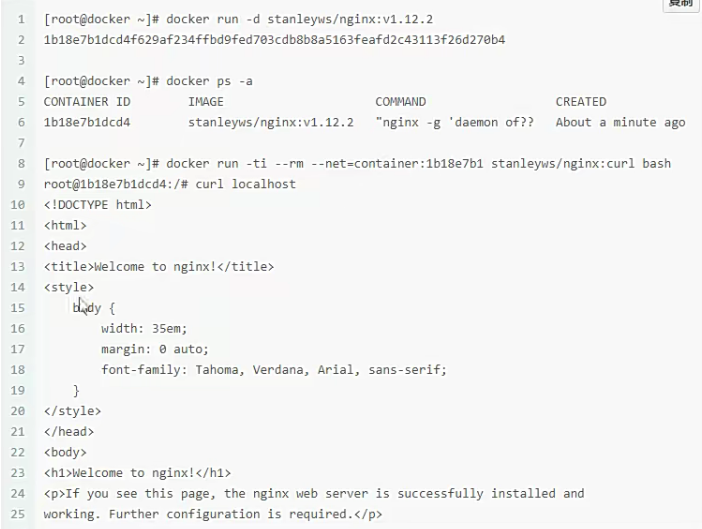 复制
1 [root@docker ~]# docker run -d stanleyws/nginx:v1.12.2
2 1b18e7b1dcd4f629af234ffbd9fed703cdb8b8a5163feafd2c43113f26d270b4
3
4 [root@docker ~]# docker ps -a
5 CONTAINER ID        IMAGE                     COMMAND                  CREATED
6 1b18e7b1dcd4        stanleyws/nginx:v1.12.2   "nginx -g 'daemon of??   About a minute ago
7
8 [root@docker ~]# docker run -ti --rm --net=container:1b18e7b1 stanleyws/nginx:curl bash
9 root@1b18e7b1dcd4:/# curl localhost
10 <!DOCTYPE html>
11 <html>
12 <head>
13 <title>Welcome to nginx!</title>
14 <style>
15     body {
16         width: 35em;
17         margin: 0 auto;
18         font-family: Tahoma, Verdana, Arial, sans-serif;
19     }
20 </style>
21 </head>
22 <body>
23 <h1>Welcome to nginx!</h1>
24 <p>If you see this page, the nginx web server is successfully installed and
25 working. Further configuration is required.</p>